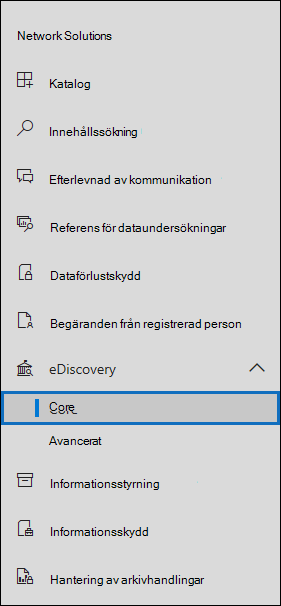 Network Solutions
Katalog
Innehållssökning
Efterlevnad av kommunikation
Referens för dataundersökningar
Dataförlustskydd
Begäranden från registrerad person
eDiscovery
Core
Avancerat
Informationsstyrning
Informationsskydd
Hantering av arkivhandlingar